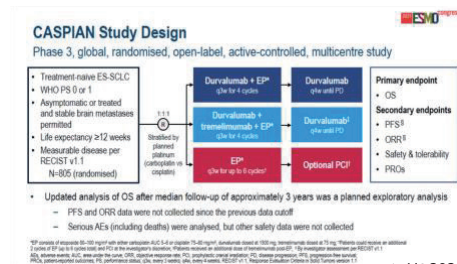 ESMO congress
CASPIAN Study Design
Phase 3, global, randomised, open-label, active-controlled, multicentre study
• Treatment-naive ES-SCLC
• WHO PS 0 or 1
• Asymptomatic or treated
and stable brain metastases
permitted
• Life expectancy ≥12 weeks
• Measurable disease per
RECIST v1.1
N=805 (randomised)
1:1:1
R
Stratified by
planned
platinum
(carboplatin vs
cisplatin)
Durvalumab + EP*
q3w for 4 cycles
Durvalumab +
tremelimumab + EP*
q3w for 4 cycles
EP*
q3w for up to 6 cycles†
Durvalumab
q4w until PD
Durvalumab‡
q4w until PD
Optional PCI†
Primary endpoint
• OS
Secondary endpoints
• PFS§
• ORR§
• Safety & tolerability
• PROs
• Updated analysis of OS after median follow-up of approximately 3 years was a planned exploratory analysis
– PFS and ORR data were not collected since the previous data cutoff
– Serious AEs (including deaths) were analysed, but other safety data were not collected